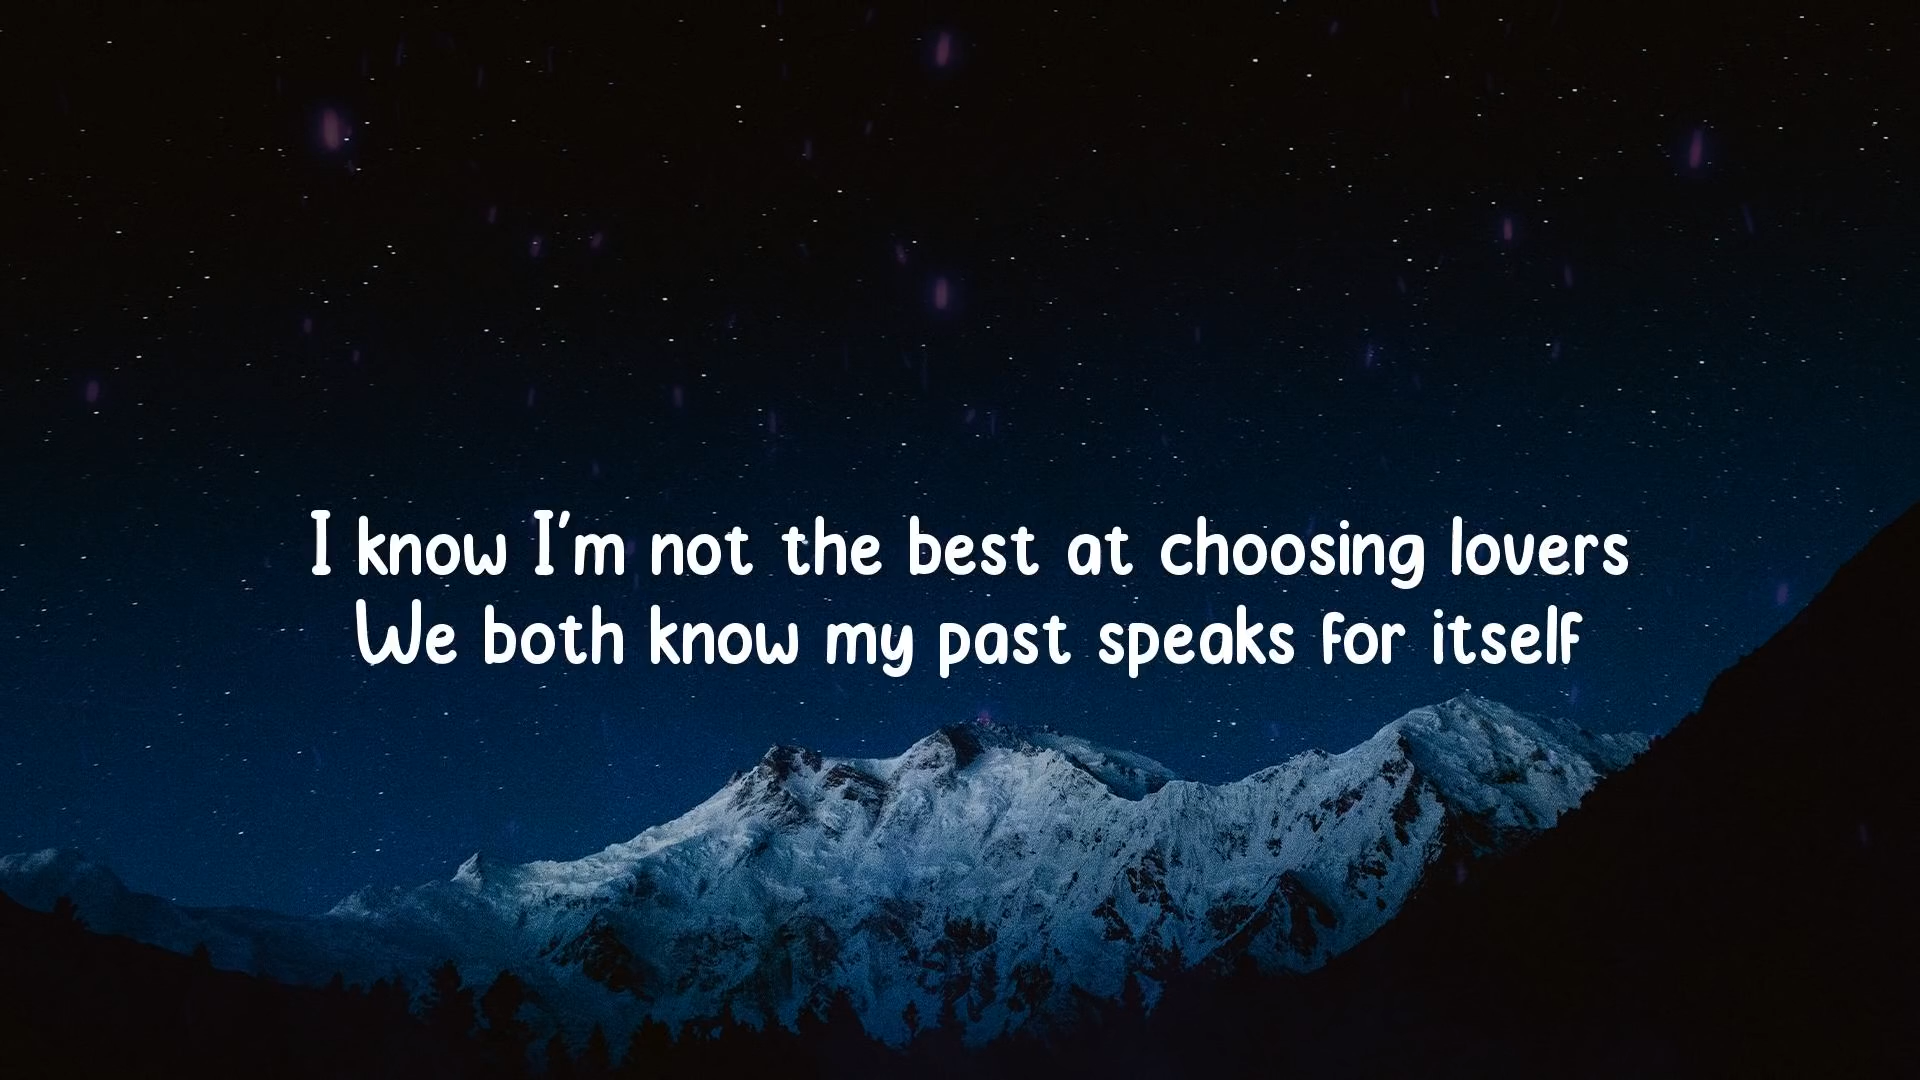 I know I'm not the best at choosing lovers
We both know my past speaks for itself